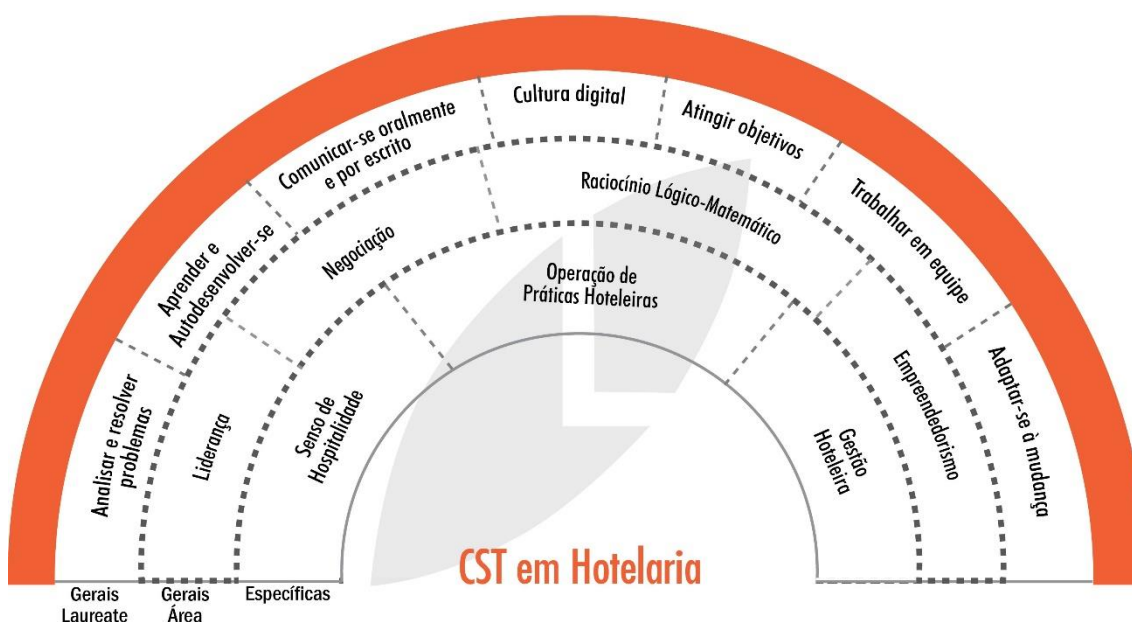 Analisar e resolver
problemas
Aprender e
Autodesenvolver-se
Comunicar-se oralmente
e por escrito
Cultura digital
Atingir objetivos
Trabalhar em equipe
Adaptar-se à mudança
Liderança
Negociação
Raciocínio Lógico-Matemático
Empreendedorismo
Senso de
Hospitalidade
Operação de
Práticas Hoteleiras
Gestão
Hoteleira
CST em Hotelaria
Gerais
Laureate
Gerais
Área
Específicas